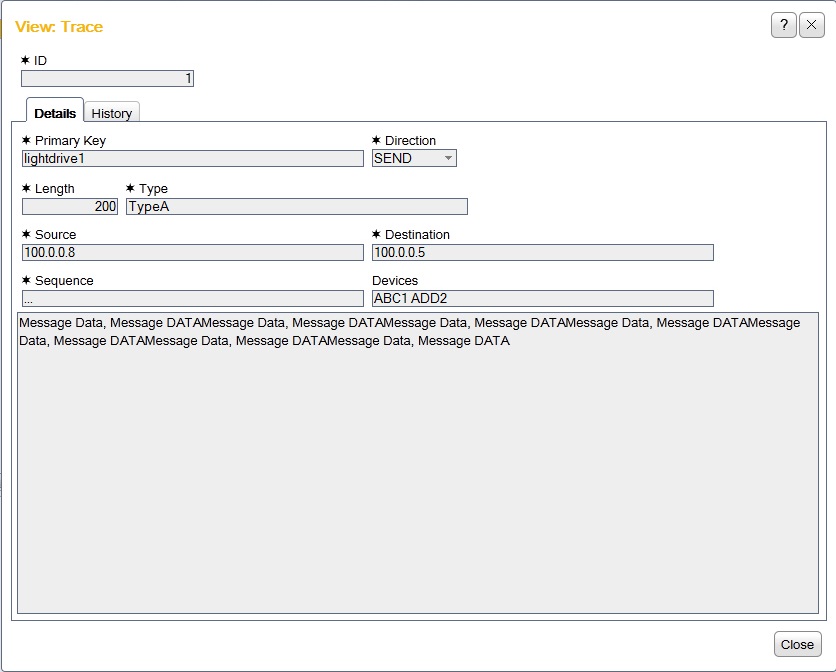 View: Trace
?
✶ ID
1
Details History
✶ Primary Key ✶ Direction
lightdrive1 SEND
✶ Length ✶ Type
200 TypeA
✶ Source ✶ Destination
100.0.0.8 100.0.0.5
✶ Sequence Devices
... ABC1 ADD2
Message Data, Message DATAMessage Data, Message DATAMessage Data, Message DATAMessage Data, Message DATAMessage
Data, Message DATAMessage Data, Message DATAMessage Data, Message DATA
Close